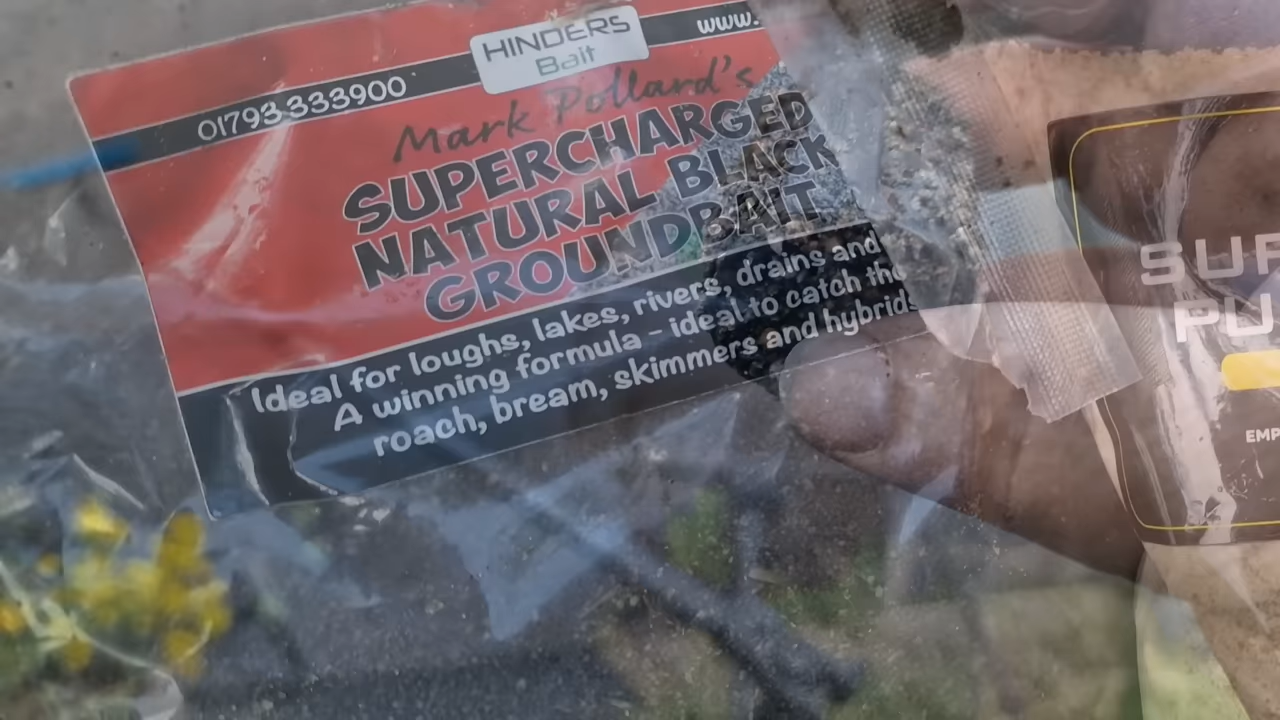 HINDERS
Bait
www.
01793 333900
Mark Pollard's
SUPERCHARGED
NATURAL BLACK
GROUNDBAIT
Ideal for loughs, lakes, rivers, drains and
A winning formula - ideal to catch the
roach, bream, skimmers and hybrids
SUP
PU
EMP